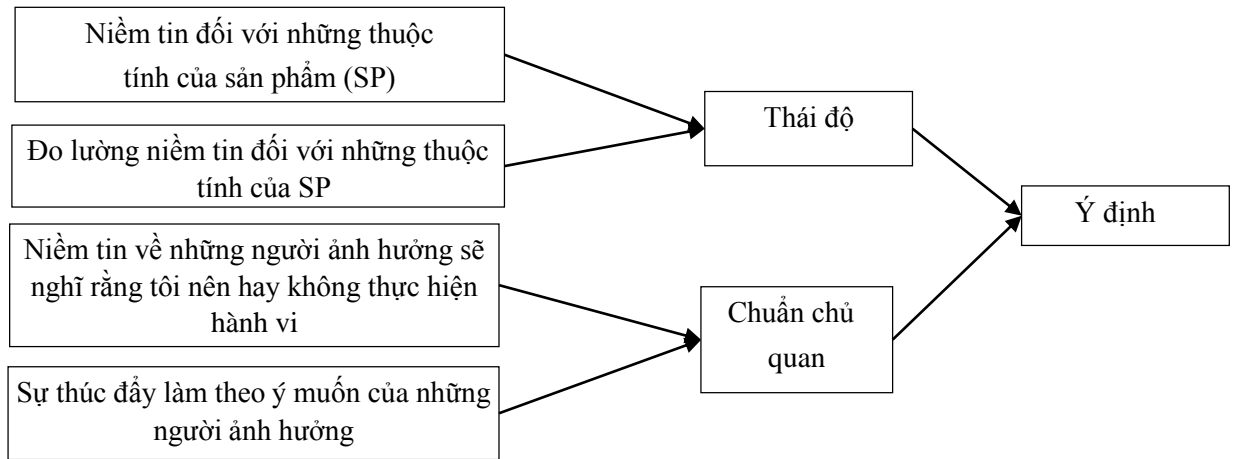 Niềm tin đối với những thuộc
tính của sản phẩm (SP)
Đo lường niềm tin đối với những thuộc
tính của SP
Niềm tin về những người ảnh hưởng sẽ
nghĩ rằng tôi nên hay không thực hiện
hành vi
Sự thúc đẩy làm theo ý muốn của những
người ảnh hưởng
Thái độ
Chuẩn chủ
quan
Ý định